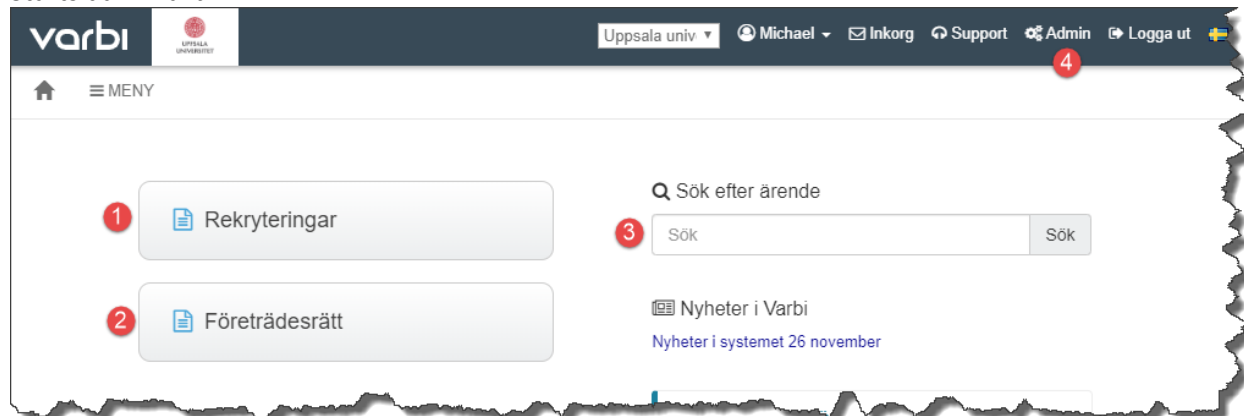 varbi UPPSALA UNIVERSITET Uppsala univ Michael Inkorg Support Admin Logga ut
4
MENY
1 Rekryteringar
2 Företrädesrätt
Sök efter ärende
3 Sök Sök
Nyheter i Varbi
Nyheter i systemet 26 november